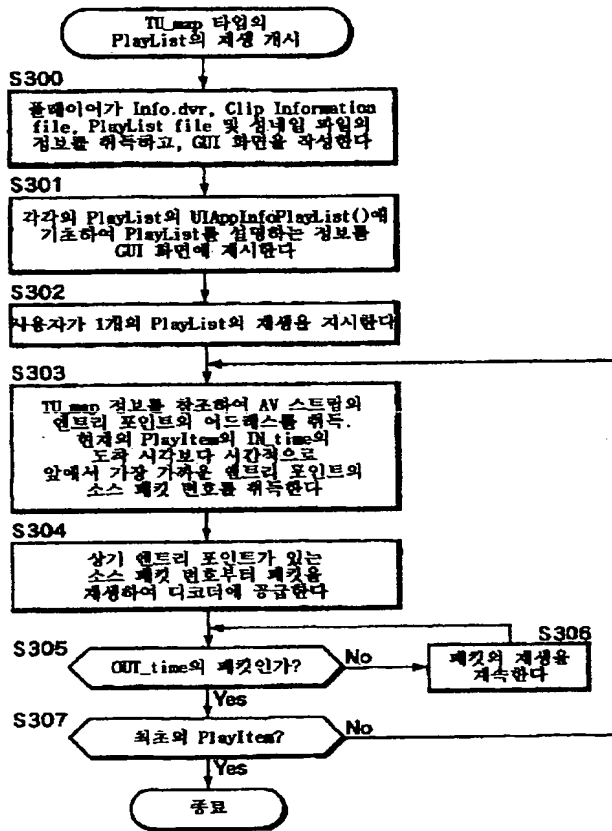 TU_map 타입의
PlayList의 재생 개시
S300
플레이어가 Info.dvr, Clip Information
file, PlayList file 및 섬네일 파일의
정보를 취득하고, GUI 화면을 작성한다
S301
각각의 PlayList의 UIAppInfoPlayList()에
기초하여 PlayList를 설명하는 정보를
GUI 화면에 제시한다
S302
사용자가 1개의 PlayList의 재생을 지시한다
S303
TU_map 정보를 참조하여 AV 스트림의
엔트리 포인트의 어드레스를 취득.
현재의 PlayItem의 IN_time의
도착 시각보다 시간적으로
앞에서 가장 가까운 엔트리 포인트의
소스 패킷 번호를 취득한다
S304
상기 엔트리 포인트가 있는
소스 패킷 번호부터 패킷을
재생하여 디코더에 공급한다
S305
OUT_time의 패킷인가?
No
S306
패킷의 재생을
계속한다
Yes
S307
최초의 PlayItem?
No
Yes
종료